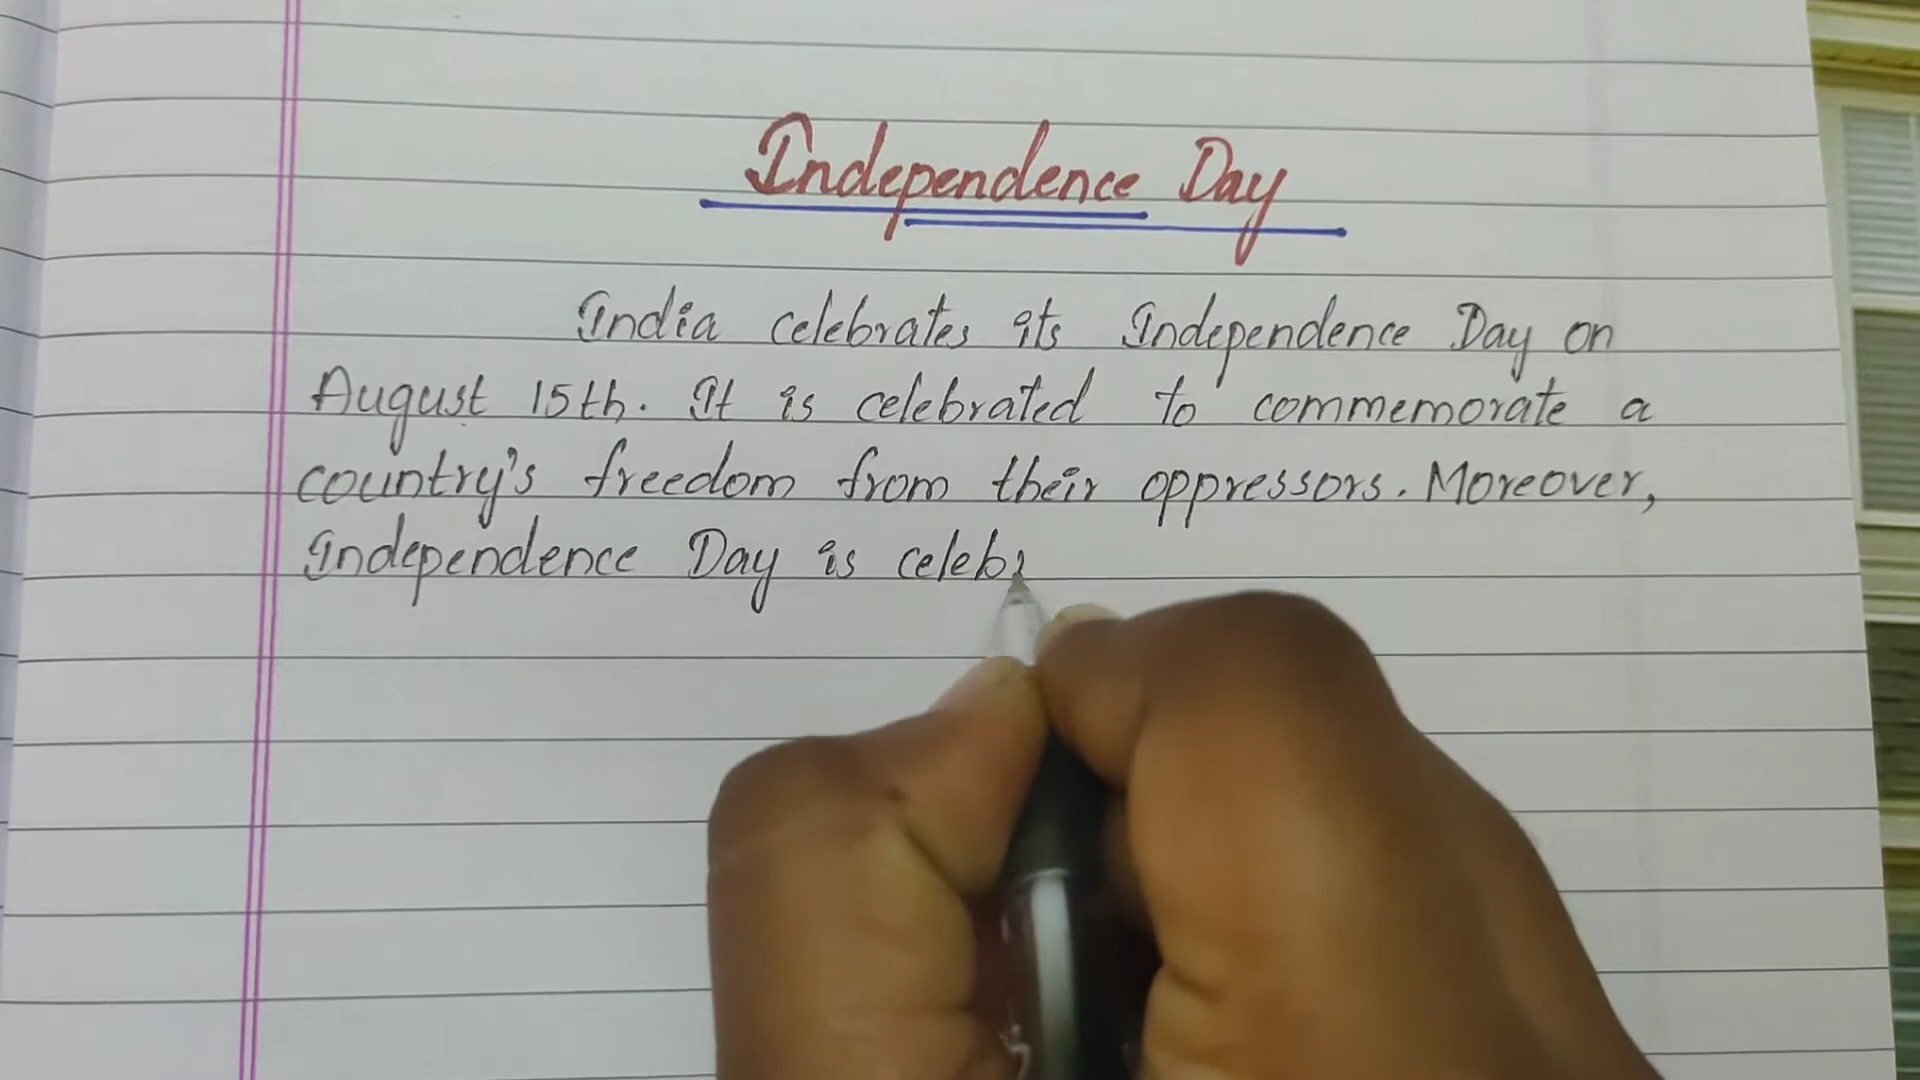 Independence Day
India celebrates its Independence Day on
August 15th. It is celebrated to commemorate a
country's freedom from their oppressors. Moreover,
Independence Day is celebr